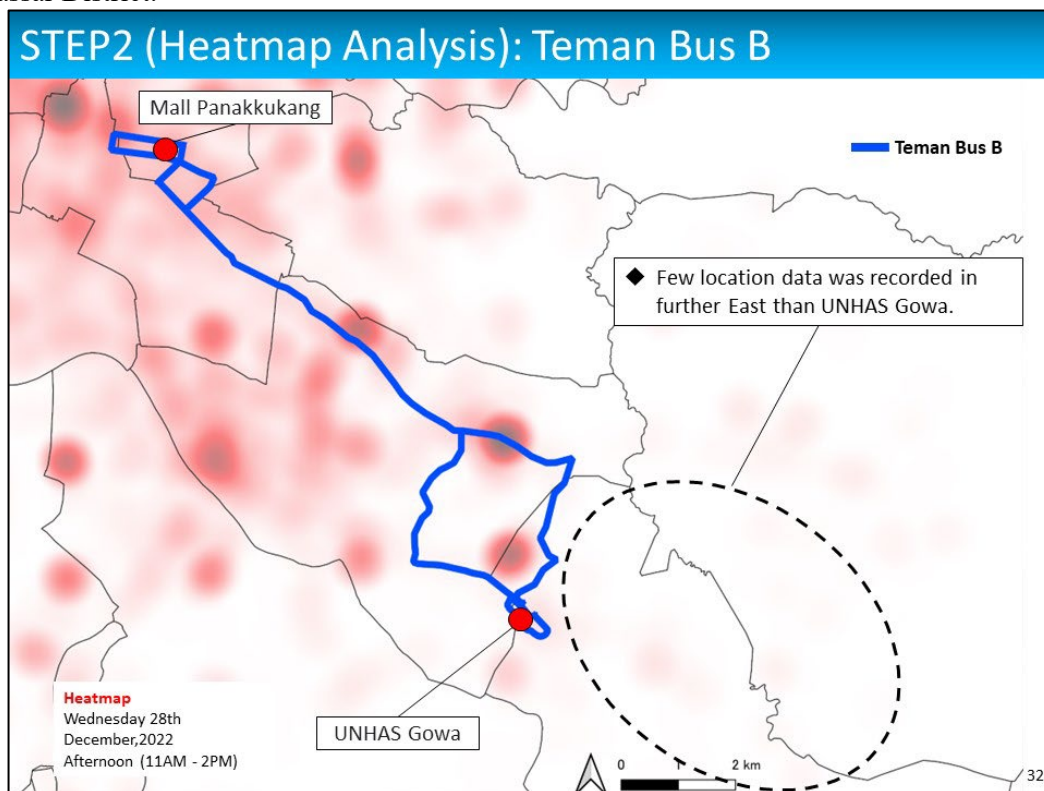 STEP2 (Heatmap Analysis): Teman Bus B
Mall Panakkukang
Teman Bus B
◆ Few location data was recorded in
further East than UNHAS Gowa.
Heatmap
Wednesday 28th
December,2022
Afternoon (11AM - 2PM)
UNHAS Gowa
0 1 2 km
32